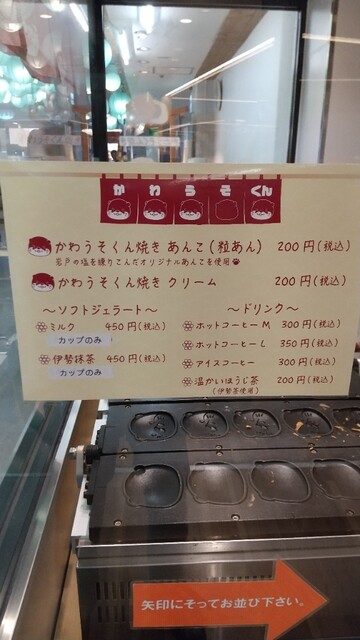 かわうそくん
かわうそくん焼き あんこ(粒あん) 200円(税込)
岩戸の塩を練りこんだオリジナルあんこを使用
かわうそくん焼き クリーム 200円(税込)
〜ソフトジェラート〜
ミルク 450円(税込)
カップのみ
伊勢抹茶 450円(税込)
カップのみ
〜ドリンク〜
ホットコーヒー M 300円(税込)
ホットコーヒー L 350円(税込)
アイスコーヒー 300円(税込)
温かいほうじ茶 200円(税込)
(伊勢茶使用)
矢印にそってお並び下さい。